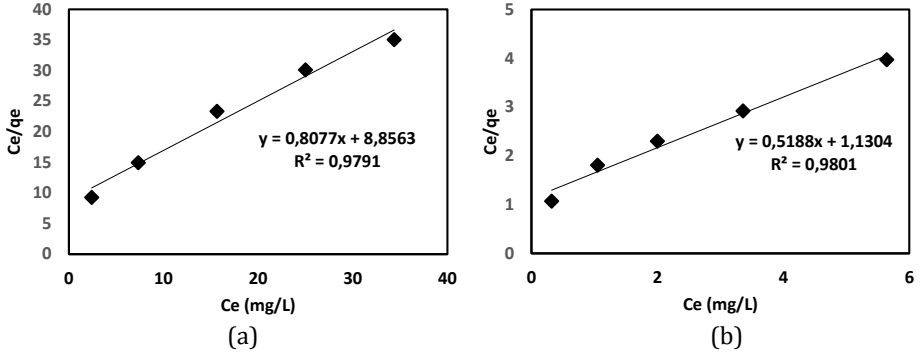 Ce/qe
40
35
30
25
20
15
10
5
0
y = 0,8077x + 8,8563
R² = 0,9791
0 10 20 30 40
Ce (mg/L)
(a)
Ce/qe
5
4
3
2
1
0
y = 0,5188x + 1,1304
R² = 0,9801
0 2 4 6
Ce (mg/L)
(b)